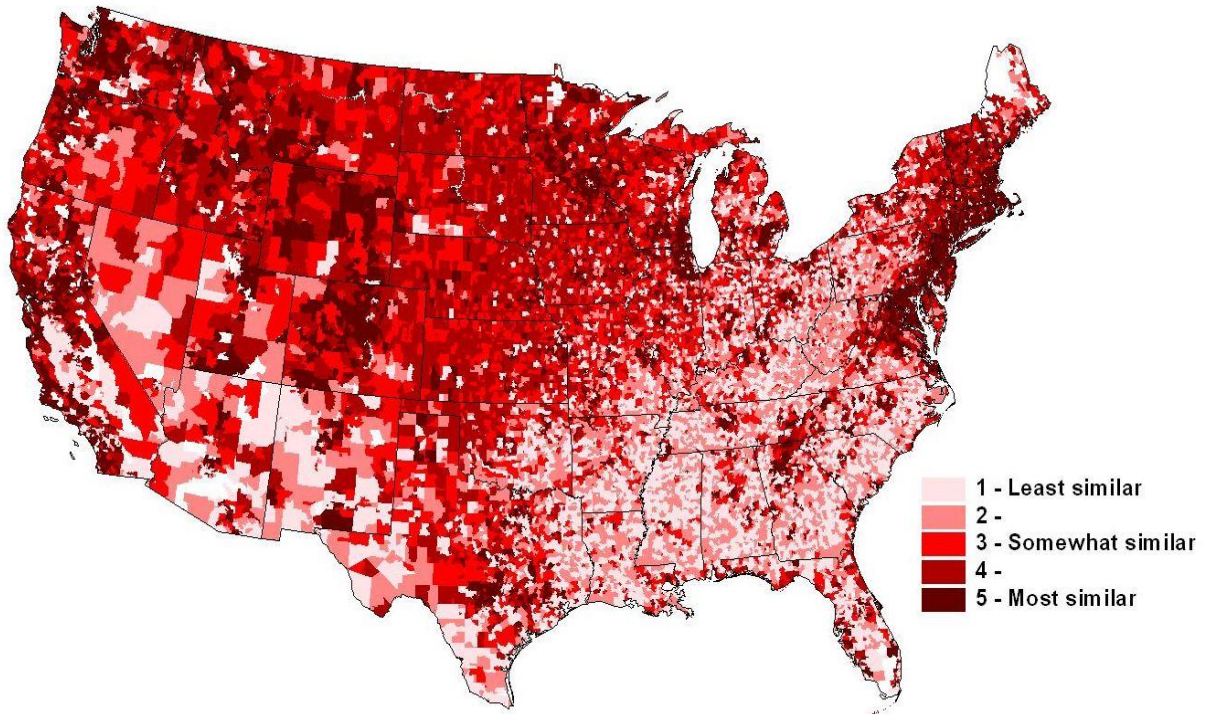 1 - Least similar
2 -
3 - Somewhat similar
4 -
5 - Most similar